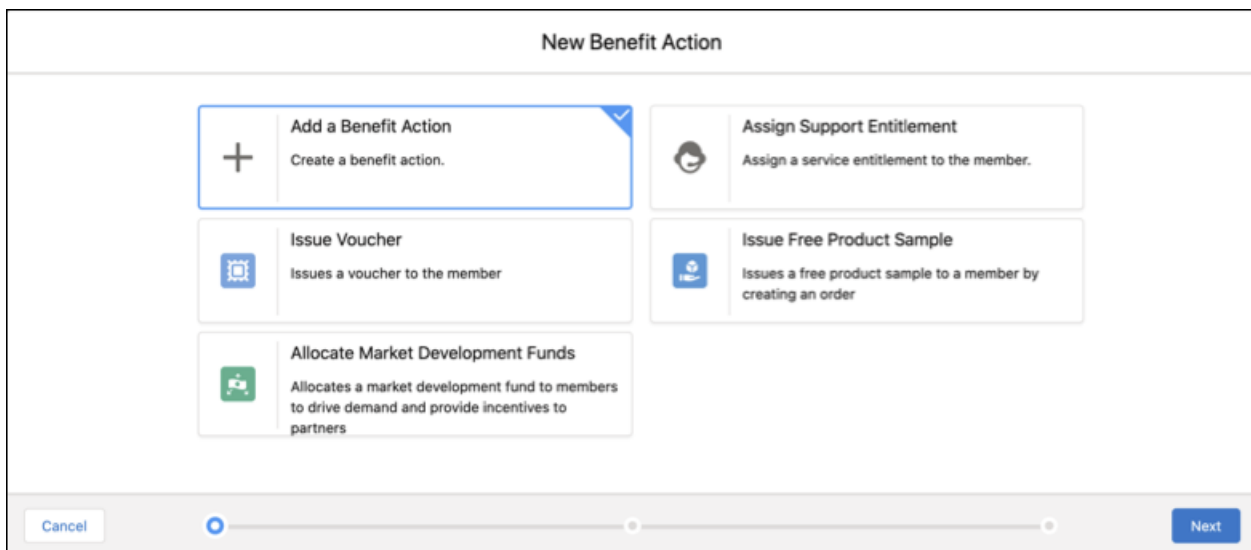 New Benefit Action
Add a Benefit Action
Create a benefit action.
Assign Support Entitlement
Assign a service entitlement to the member.
Issue Voucher
Issues a voucher to the member
Issue Free Product Sample
Issues a free product sample to a member by
creating an order
Allocate Market Development Funds
Allocates a market development fund to members
to drive demand and provide incentives to
partners
Cancel
Next